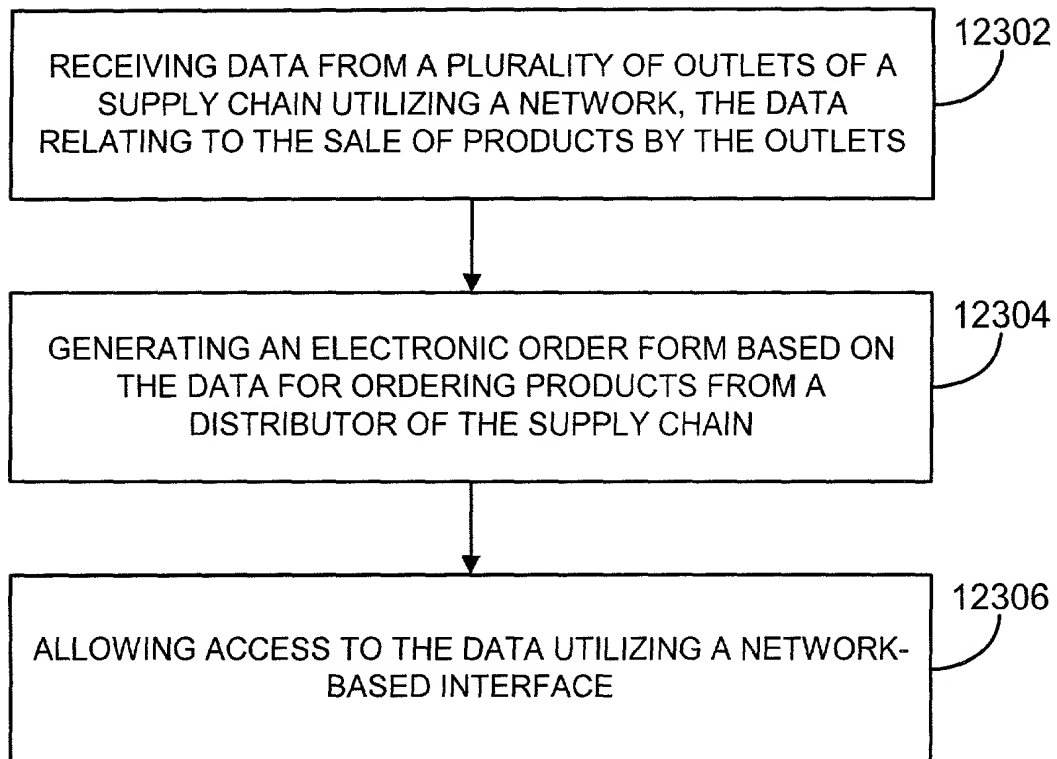 12302
RECEIVING DATA FROM A PLURALITY OF OUTLETS OF A
SUPPLY CHAIN UTILIZING A NETWORK, THE DATA
RELATING TO THE SALE OF PRODUCTS BY THE OUTLETS
12304
GENERATING AN ELECTRONIC ORDER FORM BASED ON
THE DATA FOR ORDERING PRODUCTS FROM A
DISTRIBUTOR OF THE SUPPLY CHAIN
12306
ALLOWING ACCESS TO THE DATA UTILIZING A NETWORK-
BASED INTERFACE